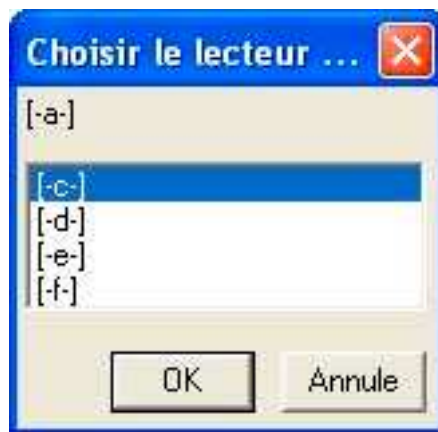 Choisir le lecteur ...
[-a-]
[-c-]
[-d-]
[-e-]
[-f-]
OK Annule